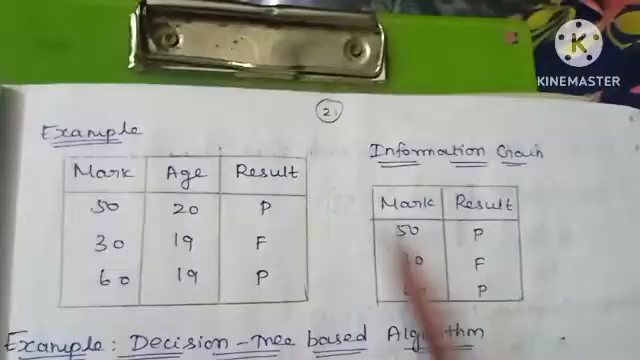 K
KINEMASTER
2
Example
Mark Age Result
50 20 P
30 19 F
60 19 P
Information Gain
Mark Result
50 P
F
P
Example: Decision-Tree based Algorithm